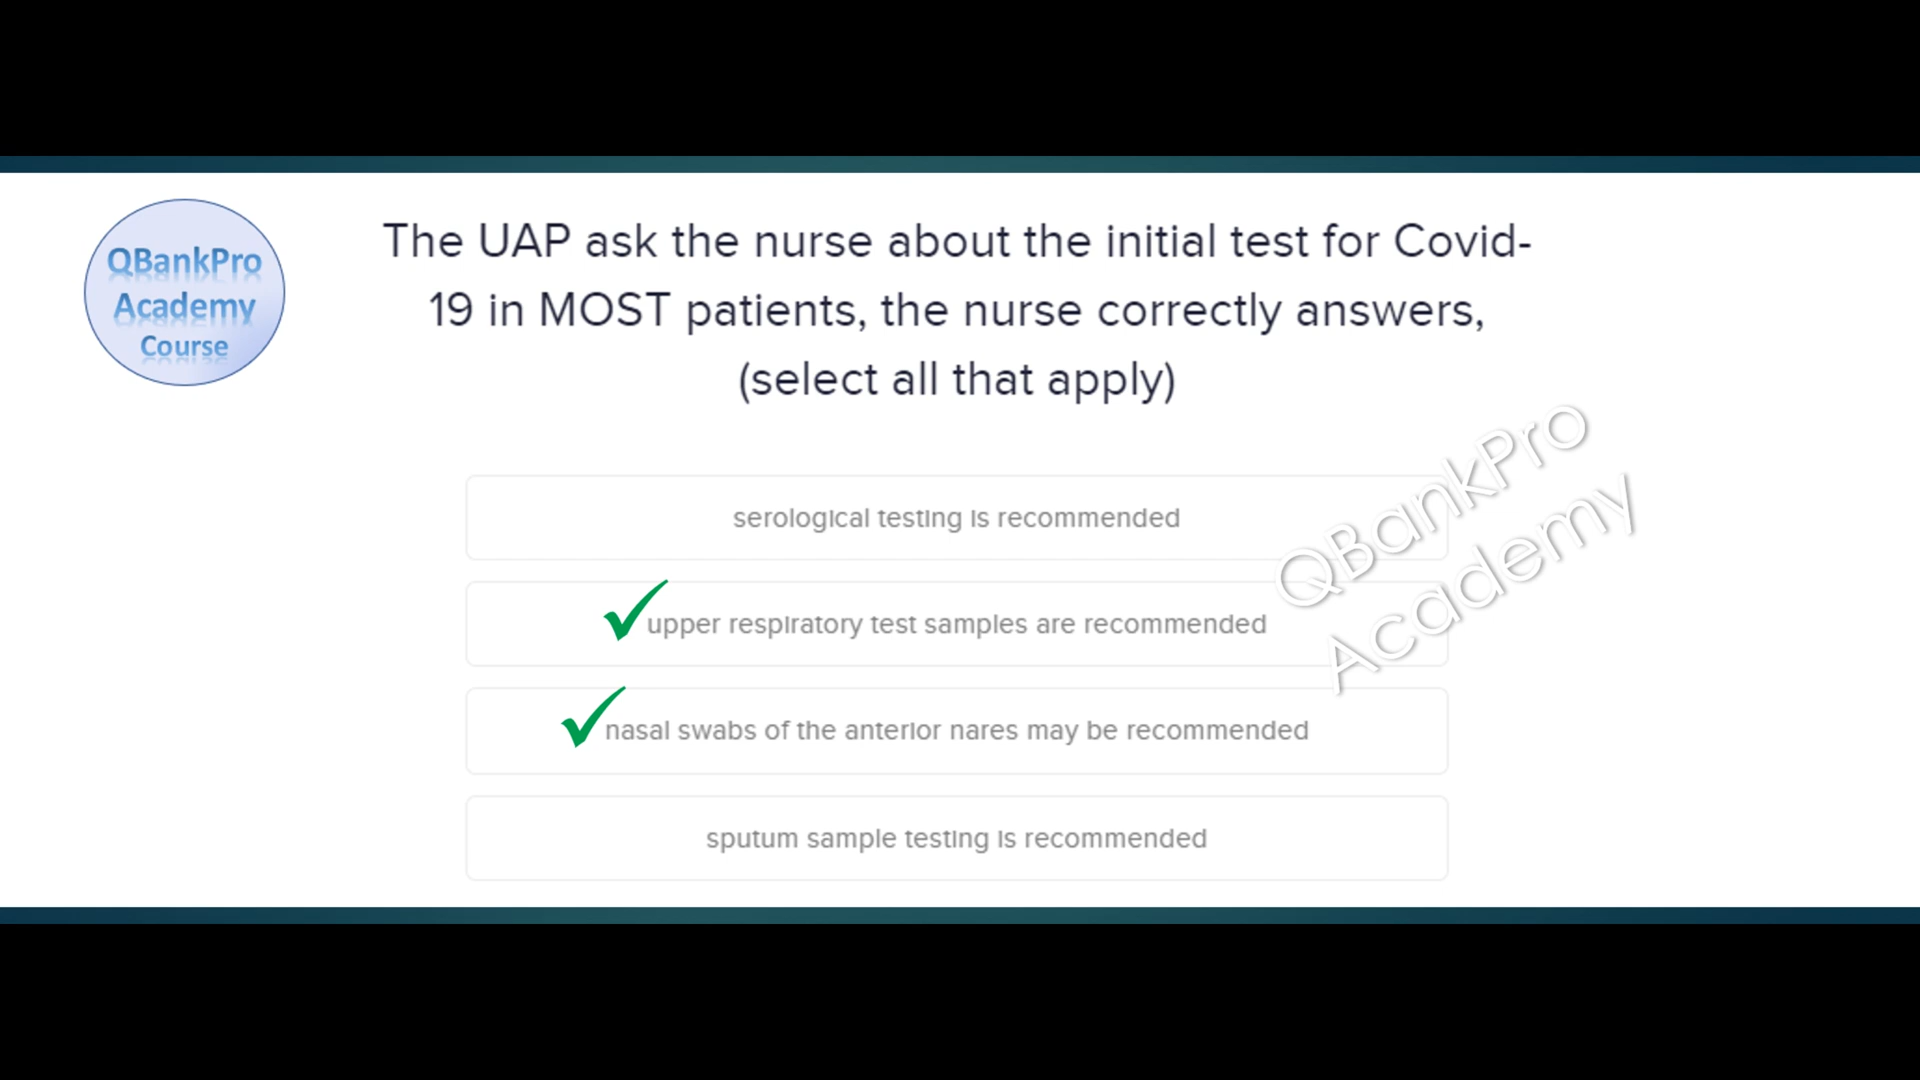 QBankPro
Academy
Course
The UAP ask the nurse about the initial test for Covid-
19 in MOST patients, the nurse correctly answers,
(select all that apply)
serological testing is recommended
upper respiratory test samples are recommended
nasal swabs of the anterior nares may be recommended
sputum sample testing is recommended
QBankPro
Academy